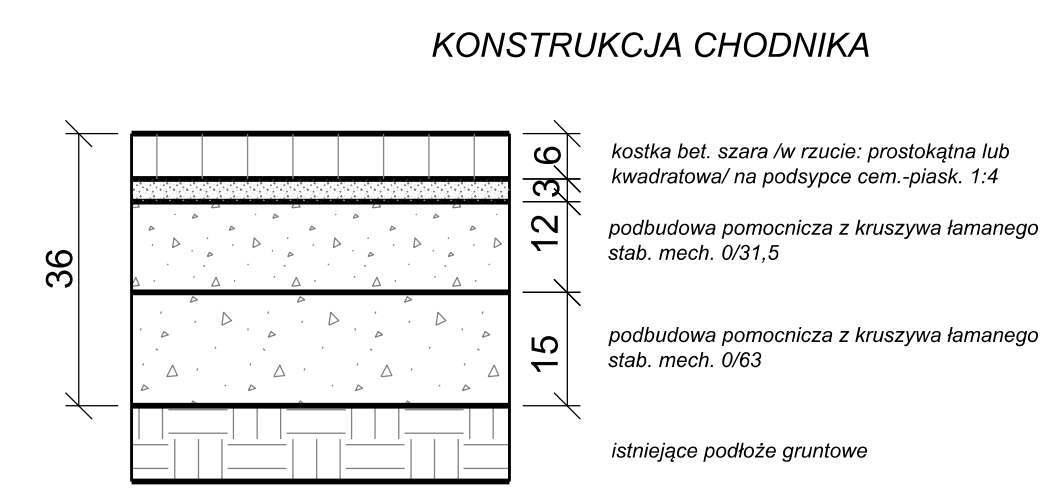 KONSTRUKCJA CHODNIKA
36
6
kostka bet. szara /w rzucie: prostokątna lub
kwadratowa/ na podsypce cem.-piask. 1:4
3
12
podbudowa pomocnicza z kruszywa łamanego
stab. mech. 0/31,5
15
podbudowa pomocnicza z kruszywa łamanego
stab. mech. 0/63
istniejące podłoże gruntowe